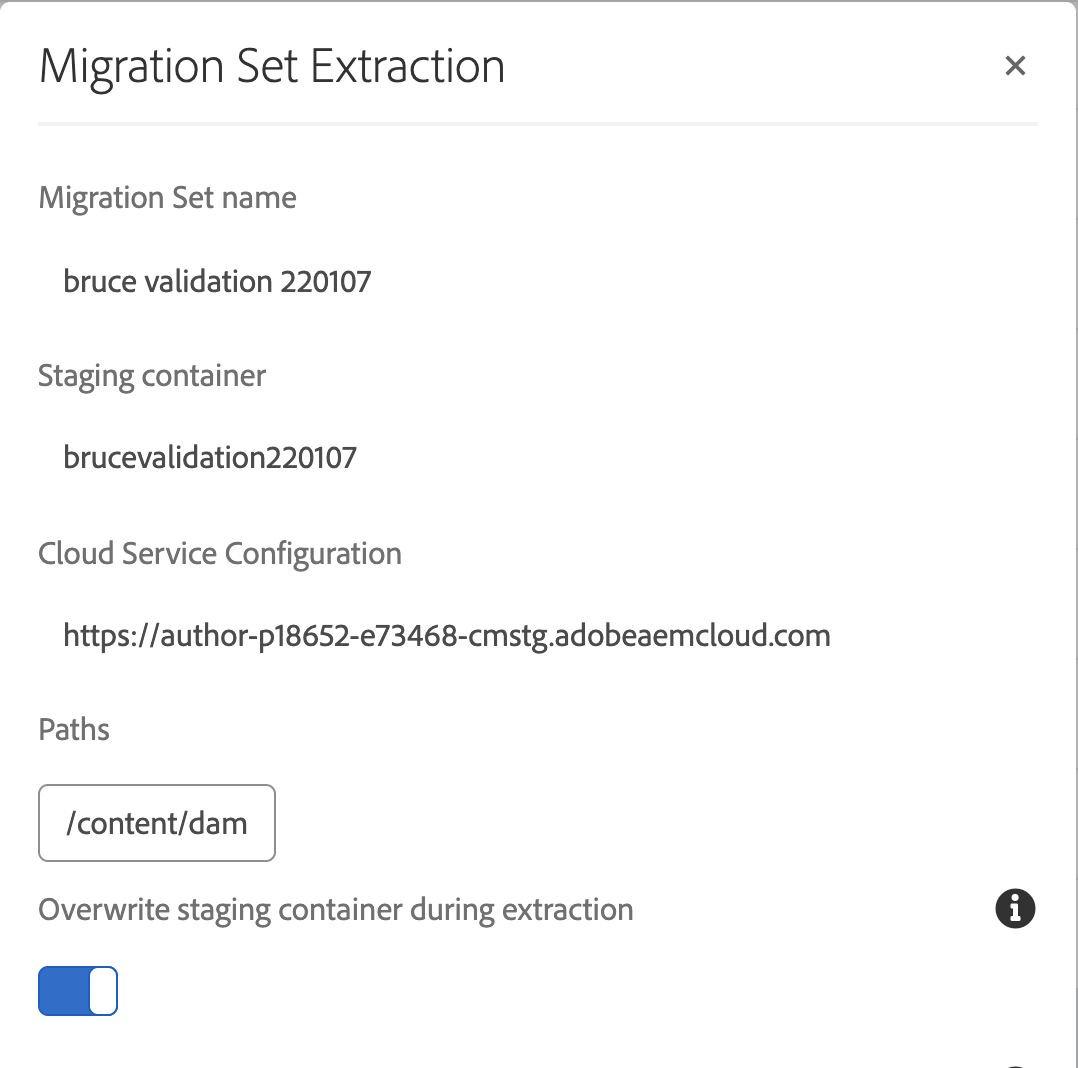 Migration Set Extraction
Migration Set name
bruce validation 220107
Staging container
brucevalidation220107
Cloud Service Configuration
https://author-p18652-e73468-cmstg.adobeaemcloud.com
Paths
/content/dam
Overwrite staging container during extraction